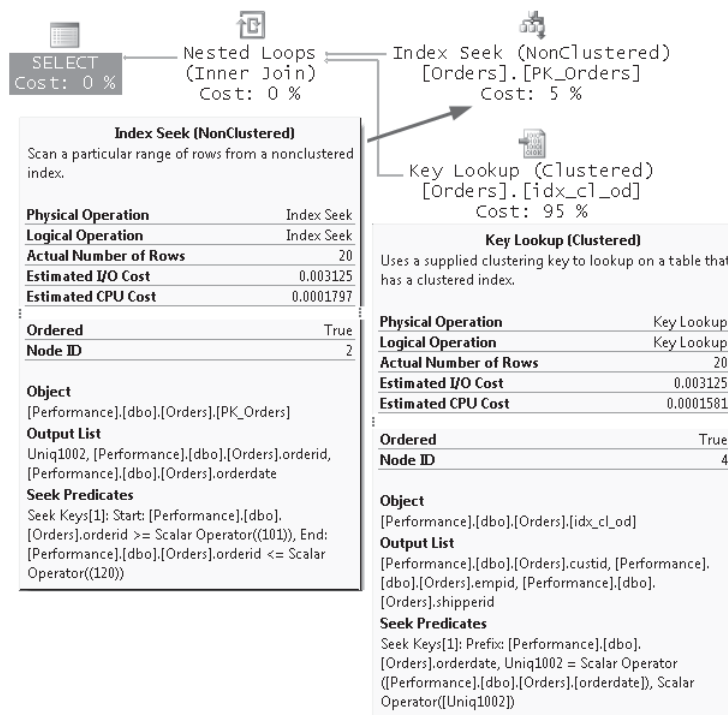 SELECT
Cost: 0 %
Nested Loops
(Inner Join)
Cost: 0 %
Index Seek (NonClustered)
[Orders].[PK_Orders]
Cost: 5 %
Key Lookup (Clustered)
[Orders].[idx_cl_od]
Cost: 95 %
Index Seek (NonClustered)
Scan a particular range of rows from a nonclustered
index.
Physical Operation Index Seek
Logical Operation Index Seek
Actual Number of Rows 20
Estimated I/O Cost 0.003125
Estimated CPU Cost 0.0001797
Ordered True
Node ID 2
Object
[Performance].[dbo].[Orders].[PK_Orders]
Output List
Uniq1002, [Performance].[dbo].[Orders].orderid,
[Performance].[dbo].[Orders].orderdate
Seek Predicates
Seek Keys[1]: Start: [Performance].[dbo].
[Orders].orderid >= Scalar Operator((101)), End:
[Performance].[dbo].[Orders].orderid <= Scalar
Operator((120))
Key Lookup (Clustered)
Uses a supplied clustering key to lookup on a table that
has a clustered index.
Physical Operation Key Lookup
Logical Operation Key Lookup
Actual Number of Rows 20
Estimated I/O Cost 0.003125
Estimated CPU Cost 0.0001581
Ordered True
Node ID 4
Object
[Performance].[dbo].[Orders].[idx_cl_od]
Output List
[Performance].[dbo].[Orders].custid, [Performance].
[dbo].[Orders].empid, [Performance].[dbo].
[Orders].shipperid
Seek Predicates
Seek Keys[1]: Prefix: [Performance].[dbo].
[Orders].orderdate, Uniq1002 = Scalar Operator
([Performance].[dbo].[Orders].[orderdate]), Scalar
Operator([Uniq1002])